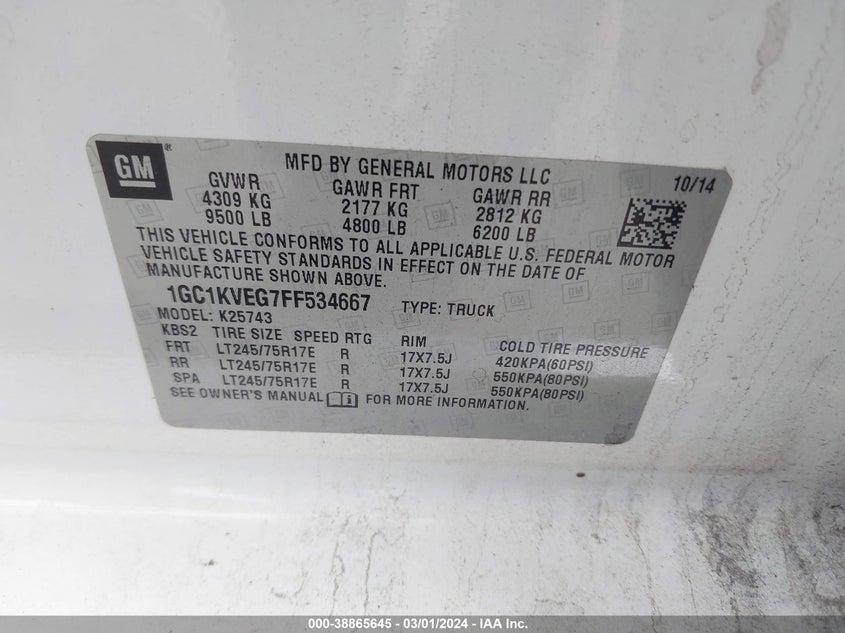 GM®
MFD BY GENERAL MOTORS LLC
10/14
GVWR GAWR FRT GAWR RR
4309 KG 2177 KG 2812 KG
9500 LB 4800 LB 6200 LB
THIS VEHICLE CONFORMS TO ALL APPLICABLE U.S. FEDERAL MOTOR
VEHICLE SAFETY STANDARDS IN EFFECT ON THE DATE OF
MANUFACTURE SHOWN ABOVE.
1GC1KVEG7FF534667 TYPE: TRUCK
MODEL: K25743
KBS2 TIRE SIZE SPEED RTG RIM COLD TIRE PRESSURE
FRT LT245/75R17E R 17X7.5J 420KPA(60PSI)
RR LT245/75R17E R 17X7.5J 550KPA(80PSI)
SPA LT245/75R17E R 17X7.5J 550KPA(80PSI)
SEE OWNER'S MANUAL FOR MORE INFORMATION.
000-38865645 - 03/01/2024 - IAA Inc.